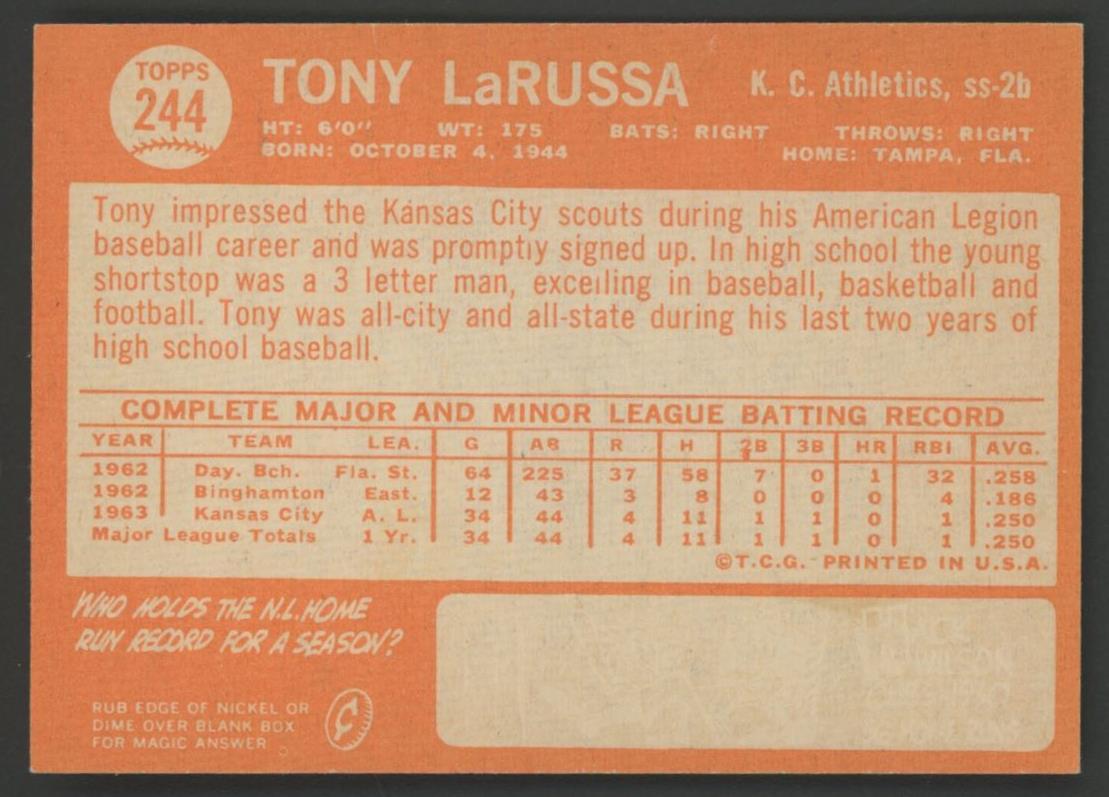 TOPPS
244
TONY LaRUSSA
K. C. Athletics, ss-2b
HT: 6'0" WT: 175 BATS: RIGHT THROWS: RIGHT
BORN: OCTOBER 4, 1944 HOME: TAMPA, FLA.
Tony impressed the Kansas City scouts during his American Legion
baseball career and was promptly signed up. In high school the young
shortstop was a 3 letter man, excelling in baseball, basketball and
football. Tony was all-city and all-state during his last two years of
high school baseball.
COMPLETE MAJOR AND MINOR LEAGUE BATTING RECORD
YEAR TEAM LEA. G AB R H 2B 3B HR RBI AVG.
1962 Day. Bch. Fla. St. 64 225 37 58 7 0 1 32 .258
1962 Binghamton East. 12 43 3 8 0 0 0 4 .186
1963 Kansas City A. L. 34 44 4 11 1 1 0 1 .250
Major League Totals 1 Yr. 34 44 4 11 1 1 0 1 .250
©T.C.G. PRINTED IN U.S.A.
WHO HOLDS THE N.L. HOME
RUN RECORD FOR A SEASON?
RUB EDGE OF NICKEL OR
DIME OVER BLANK BOX
FOR MAGIC ANSWER